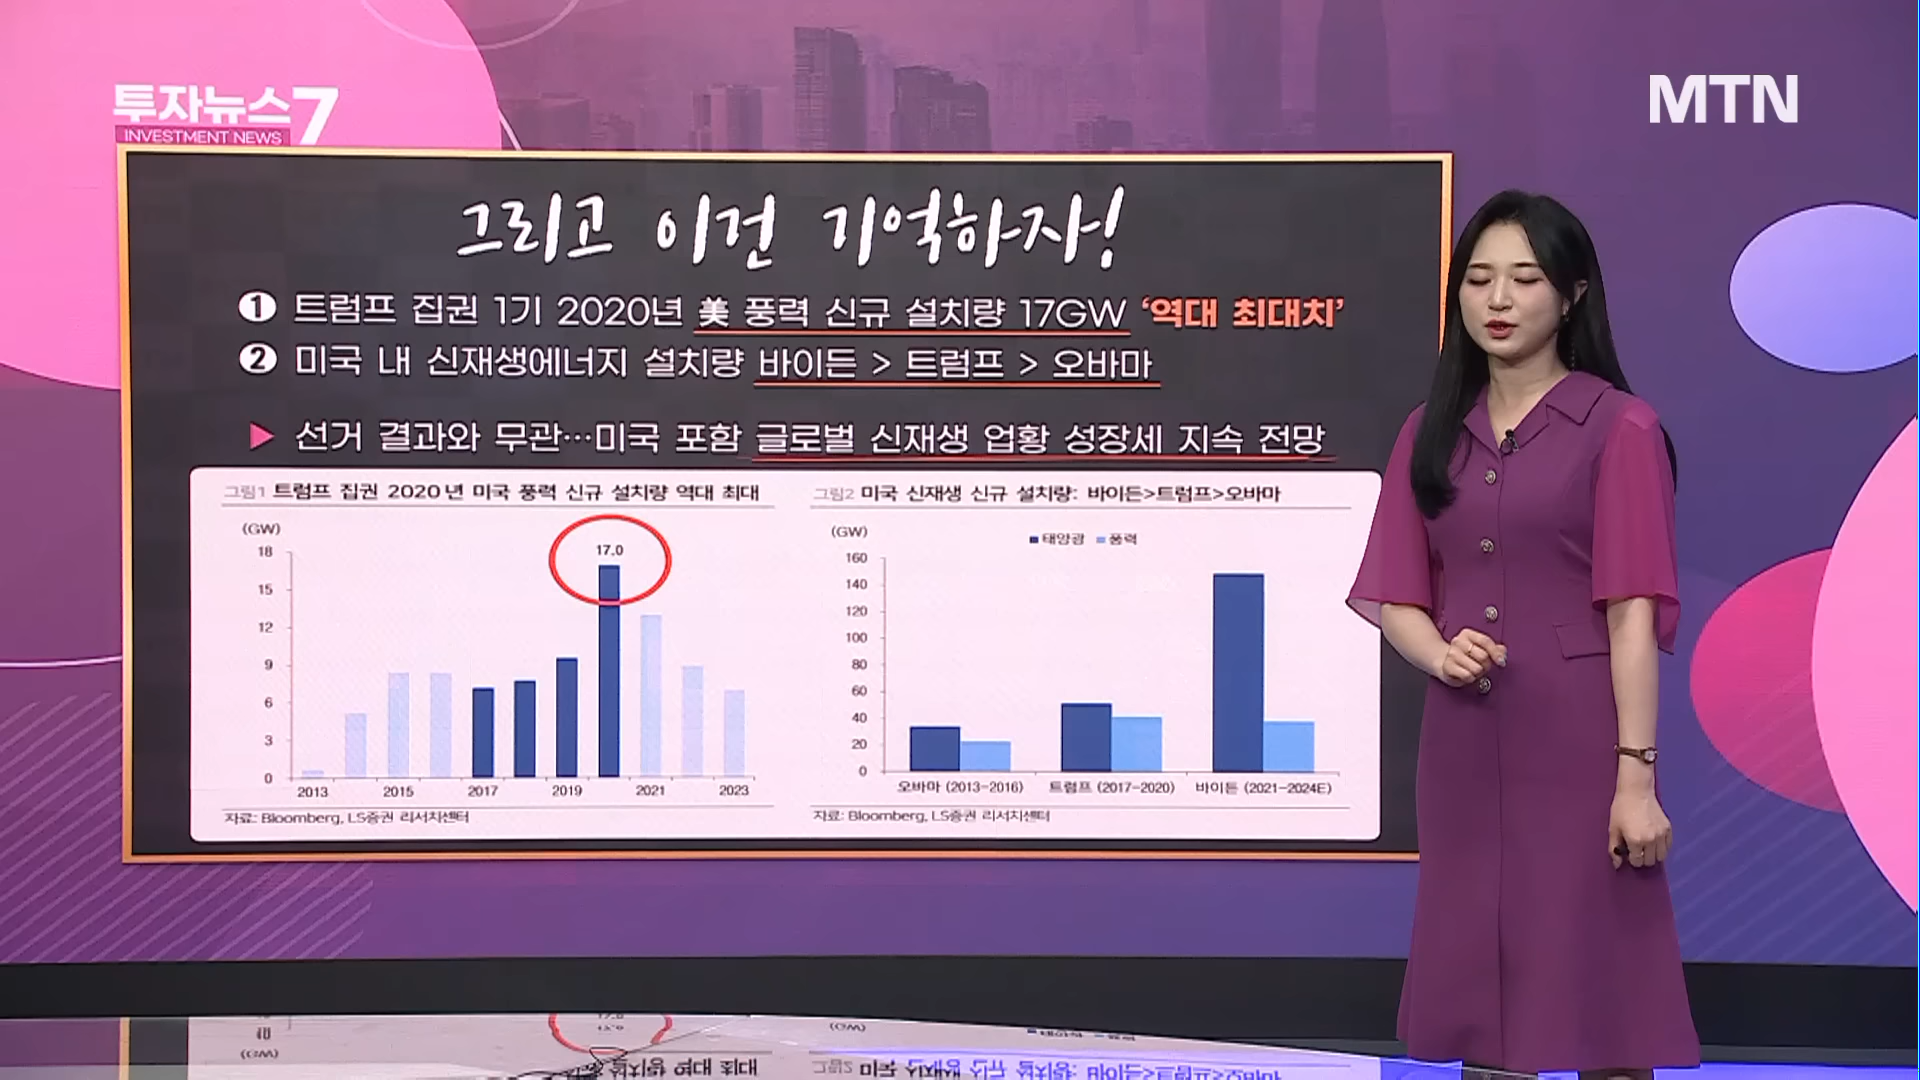 투자뉴스7
INVESTMENT NEWS
MTN
그리고 이건 기억하자!
① 트럼프 집권 1기 2020년 美 풍력 신규 설치량 17GW '역대 최대치'
② 미국 내 신재생에너지 설치량 바이든 > 트럼프 > 오바마
▶ 선거 결과와 무관…미국 포함 글로벌 신재생 업황 성장세 지속 전망
그림1 트럼프 집권 2020년 미국 풍력 신규 설치량 역대 최대
(GW)
18
15
12
9
6
3
0
17.0
2013 2015 2017 2019 2021 2023
자료: Bloomberg, LS증권 리서치센터
그림2 미국 신재생 신규 설치량: 바이든>트럼프>오바마
(GW)
태양광 풍력
160
140
120
100
80
60
40
20
0
오바마 (2013-2016) 트럼프 (2017-2020) 바이든 (2021-2024E)
자료: Bloomberg, LS증권 리서치센터